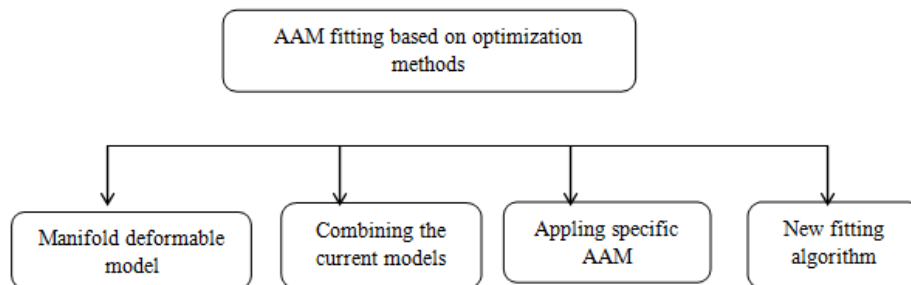 AAM fitting based on optimization
methods
Manifold deformable
model
Combining the
current models
Appling specific
AAM
New fitting
algorithm